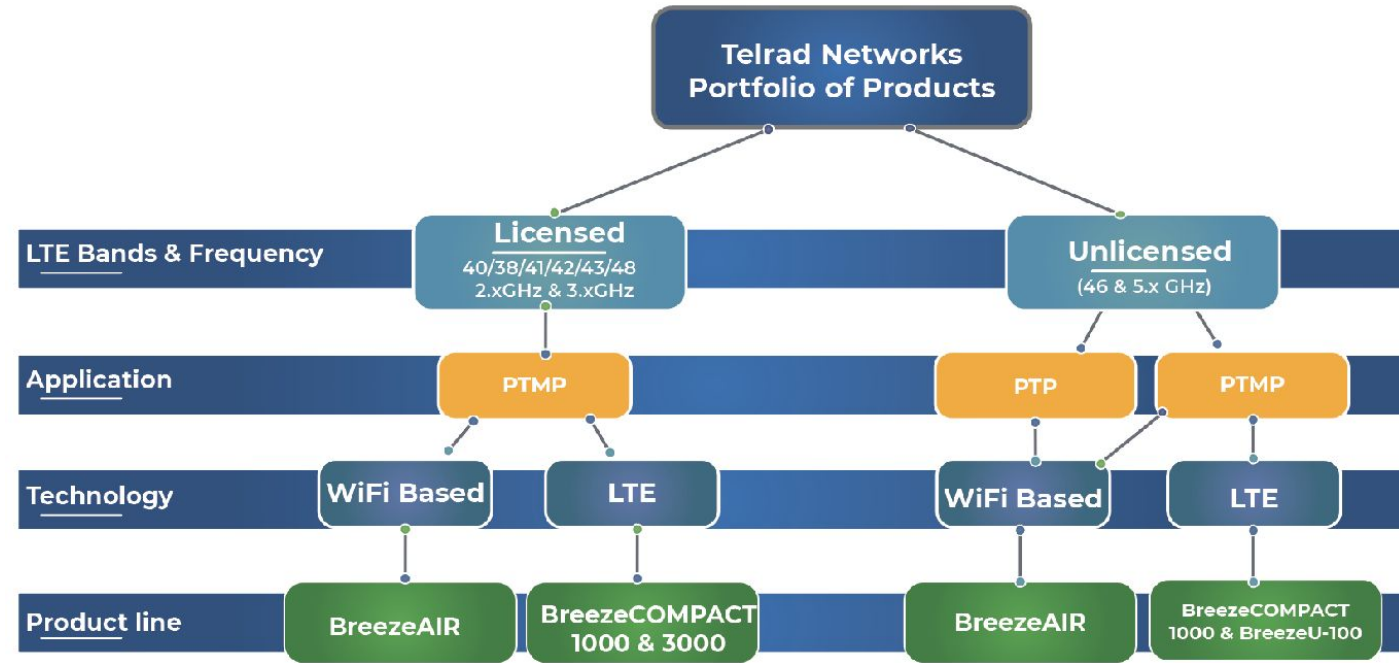 Telrad Networks
Portfolio of Products
LTE Bands & Frequency
Licensed
40/38/41/42/43/48
2.xGHz & 3.xGHz
Unlicensed
(46 & 5.x GHz)
Application
PTMP
PTP
PTMP
Technology
WiFi Based
LTE
WiFi Based
LTE
Product line
BreezeAIR
BreezeCOMPACT
1000 & 3000
BreezeAIR
BreezeCOMPACT
1000 & BreezeU-100